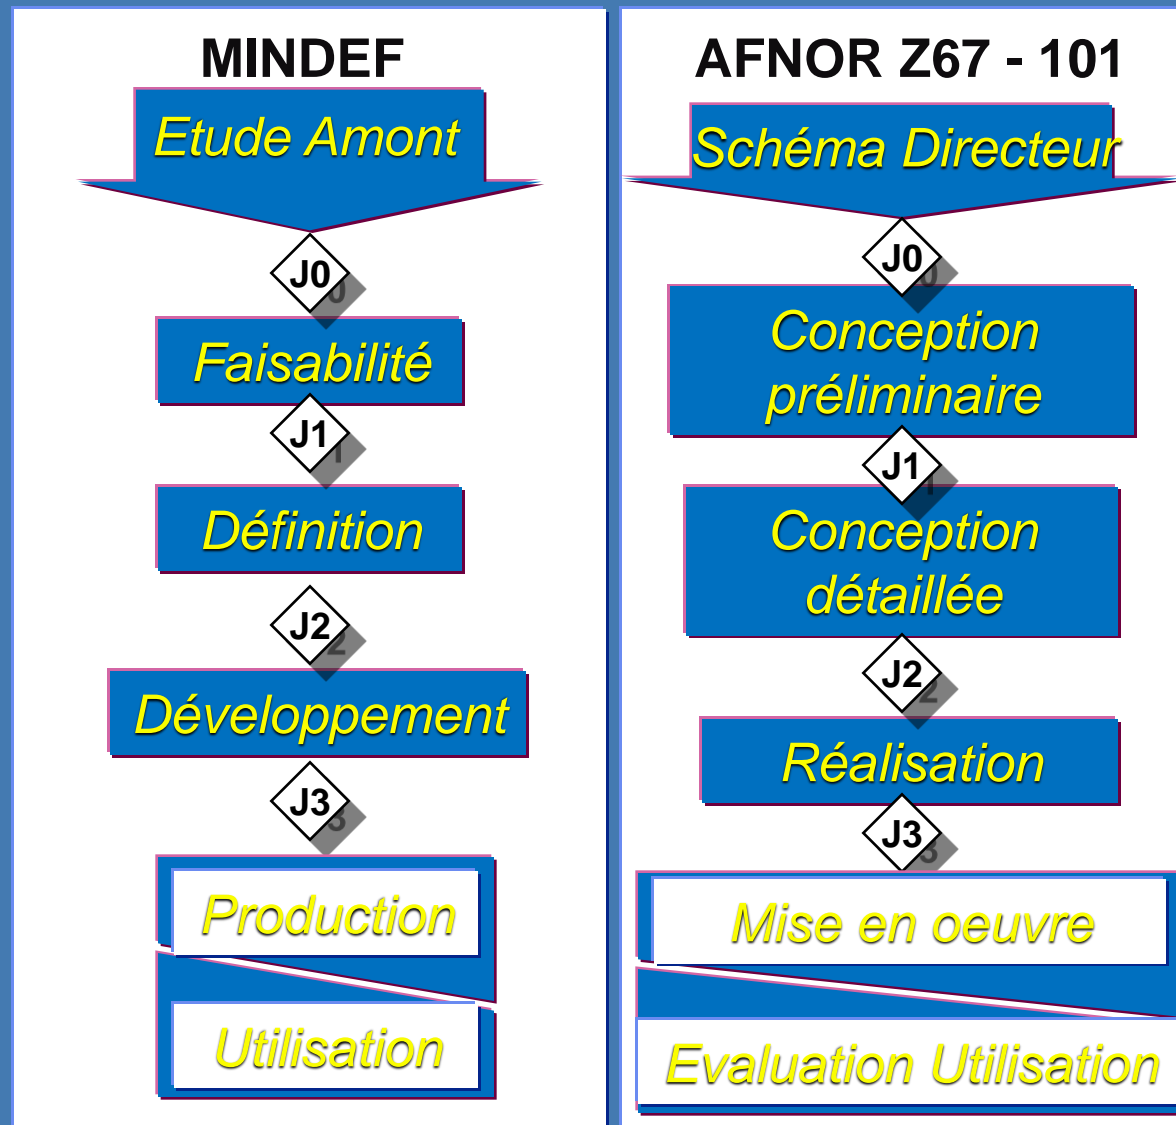 MINDEF
Etude Amont
J0
Faisabilité
J1
Définition
J2
Développement
J3
Production
Utilisation
AFNOR Z67 - 101
Schéma Directeur
J0
Conception
préliminaire
J1
Conception
détaillée
J2
Réalisation
J3
Mise en oeuvre
Evaluation Utilisation